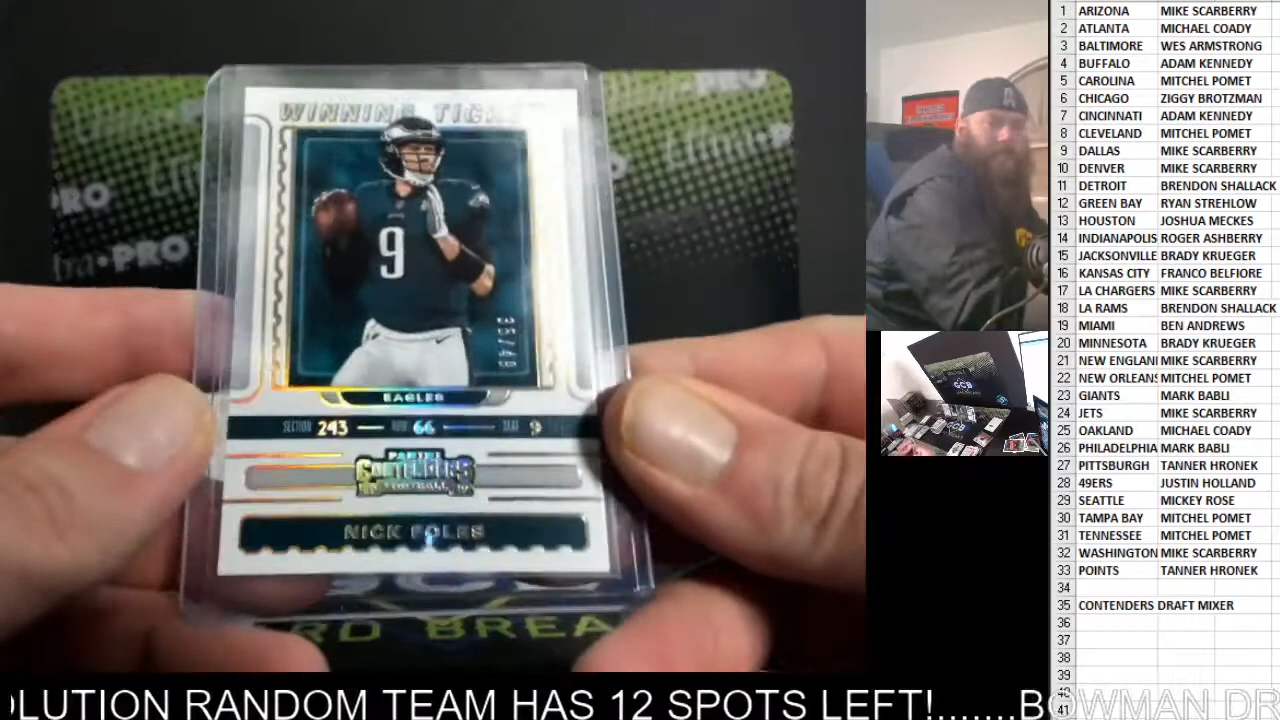 WINNING TICK
9
35/49
EAGLES
SECTION 243 — ROW 66 — SEAT 9
PANINI
CONTENDERS
FOOTBALL
NICK FOLES
PRO
PRO
RD BREA
GCB
1 ARIZONA MIKE SCARBERRY
2 ATLANTA MICHAEL COADY
3 BALTIMORE WES ARMSTRONG
4 BUFFALO ADAM KENNEDY
5 CAROLINA MITCHEL POMET
6 CHICAGO ZIGGY BROTZMAN
7 CINCINNATI ADAM KENNEDY
8 CLEVELAND MITCHEL POMET
9 DALLAS MIKE SCARBERRY
10 DENVER MIKE SCARBERRY
11 DETROIT BRENDON SHALLACK
12 GREEN BAY RYAN STREHLOW
13 HOUSTON JOSHUA MECKES
14 INDIANAPOLIS ROGER ASHBERRY
15 JACKSONVILLE BRADY KRUEGER
16 KANSAS CITY FRANCO BELFIORE
17 LA CHARGERS MIKE SCARBERRY
18 LA RAMS BRENDON SHALLACK
19 MIAMI BEN ANDREWS
20 MINNESOTA BRADY KRUEGER
21 NEW ENGLAN MIKE SCARBERRY
22 NEW ORLEANS MITCHEL POMET
23 GIANTS MARK BABLI
24 JETS MIKE SCARBERRY
25 OAKLAND MICHAEL COADY
26 PHILADELPHIA MARK BABLI
27 PITTSBURGH TANNER HRONEK
28 49ERS JUSTIN HOLLAND
29 SEATTLE MICKEY ROSE
30 TAMPA BAY MITCHEL POMET
31 TENNESSEE MITCHEL POMET
32 WASHINGTON MIKE SCARBERRY
33 POINTS TANNER HRONEK
34
35 CONTENDERS DRAFT MIXER
36
37
38
39
40
41
OLUTION RANDOM TEAM HAS 12 SPOTS LEFT!.......BOWMAN DR